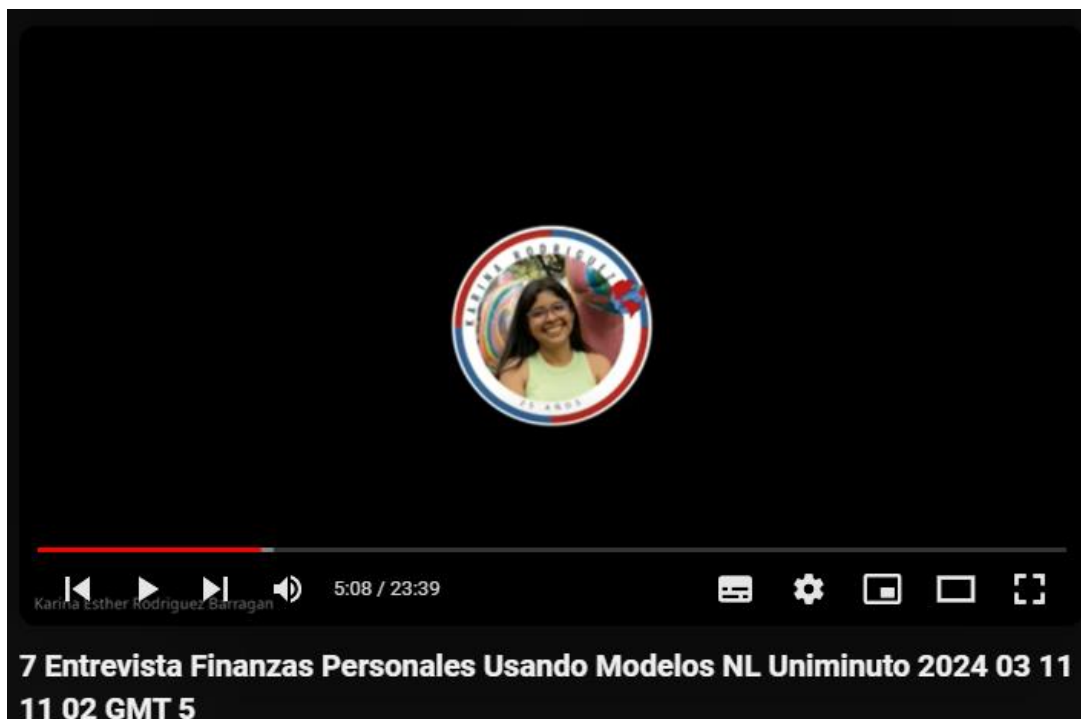 KARINA RODRIGUEZ
25 AÑOS
5:08 / 23:39
Karina Esther Rodriguez Barragan
7 Entrevista Finanzas Personales Usando Modelos NL Uniminuto 2024 03 11
11 02 GMT 5